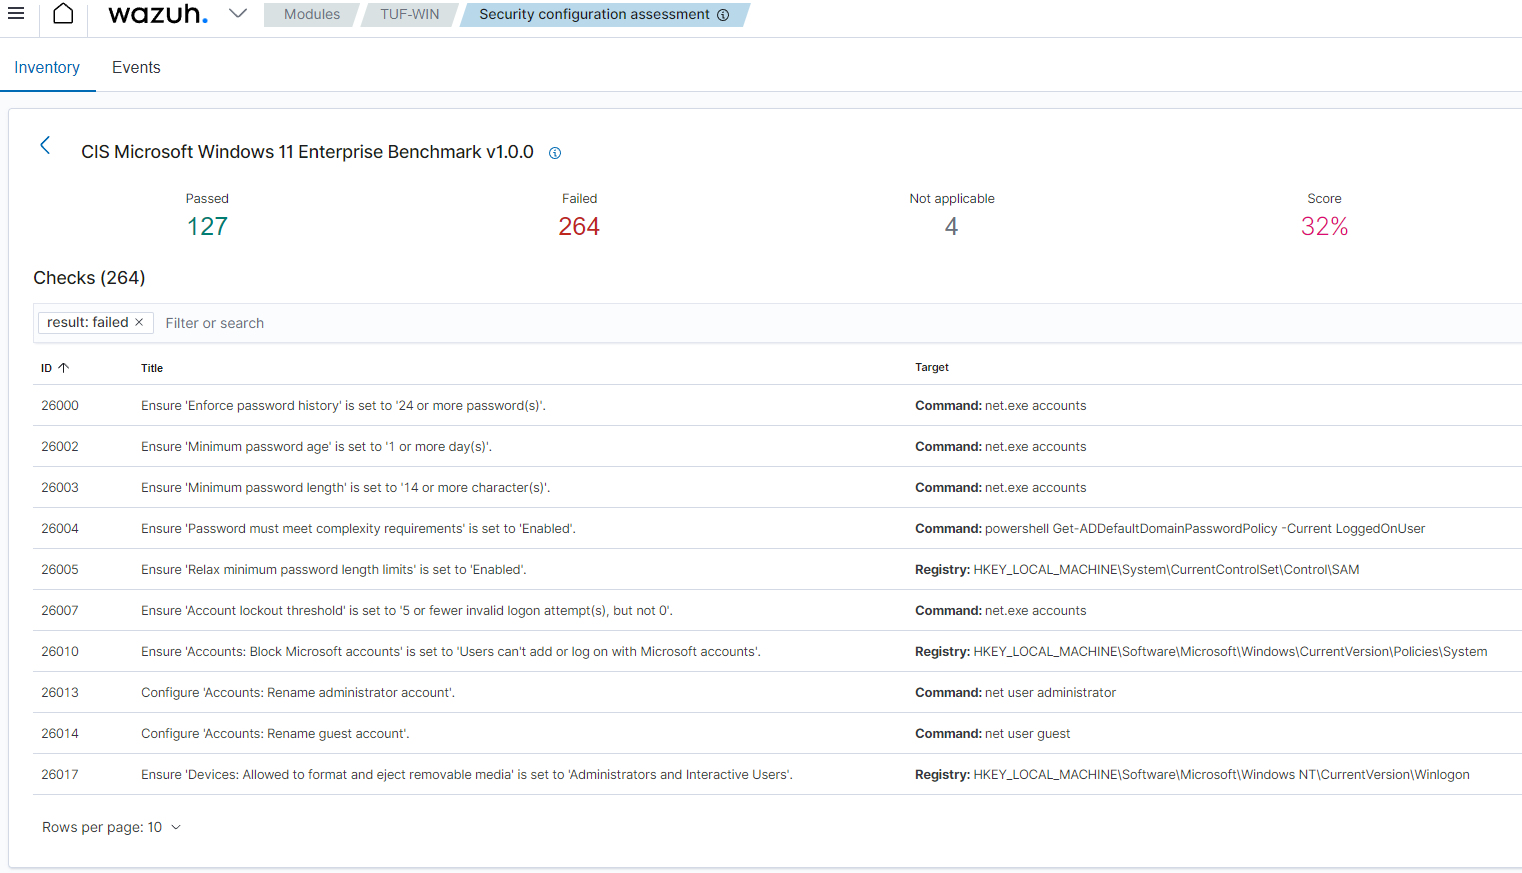 wazuh. Modules TUF-WIN Security configuration assessment
Inventory Events
CIS Microsoft Windows 11 Enterprise Benchmark v1.0.0
Passed Failed Not applicable Score
127 264 4 32%
Checks (264)
result: failed × Filter or search
ID Title Target
26000 Ensure 'Enforce password history' is set to '24 or more password(s)'. Command: net.exe accounts
26002 Ensure 'Minimum password age' is set to '1 or more day(s)'. Command: net.exe accounts
26003 Ensure 'Minimum password length' is set to '14 or more character(s)'. Command: net.exe accounts
26004 Ensure 'Password must meet complexity requirements' is set to 'Enabled'. Command: powershell Get-ADDefaultDomainPasswordPolicy -Current LoggedOnUser
26005 Ensure 'Relax minimum password length limits' is set to 'Enabled'. Registry: HKEY_LOCAL_MACHINE\System\CurrentControlSet\Control\SAM
26007 Ensure 'Account lockout threshold' is set to '5 or fewer invalid logon attempt(s), but not 0'. Command: net.exe accounts
26010 Ensure 'Accounts: Block Microsoft accounts' is set to 'Users can't add or log on with Microsoft accounts'. Registry: HKEY_LOCAL_MACHINE\Software\Microsoft\Windows\CurrentVersion\Policies\System
26013 Configure 'Accounts: Rename administrator account'. Command: net user administrator
26014 Configure 'Accounts: Rename guest account'. Command: net user guest
26017 Ensure 'Devices: Allowed to format and eject removable media' is set to 'Administrators and Interactive Users'. Registry: HKEY_LOCAL_MACHINE\Software\Microsoft\Windows NT\CurrentVersion\Winlogon
Rows per page: 10